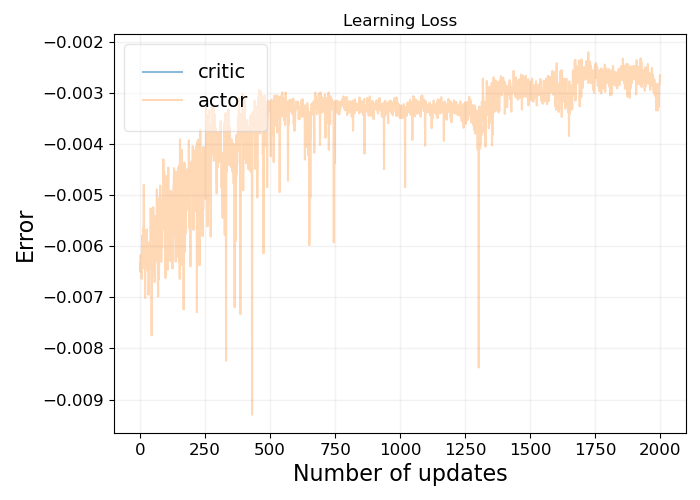 Learning Loss
critic
actor
−0.002
−0.003
−0.004
−0.005
−0.006
−0.007
−0.008
−0.009
Error
0 250 500 750 1000 1250 1500 1750 2000
Number of updates